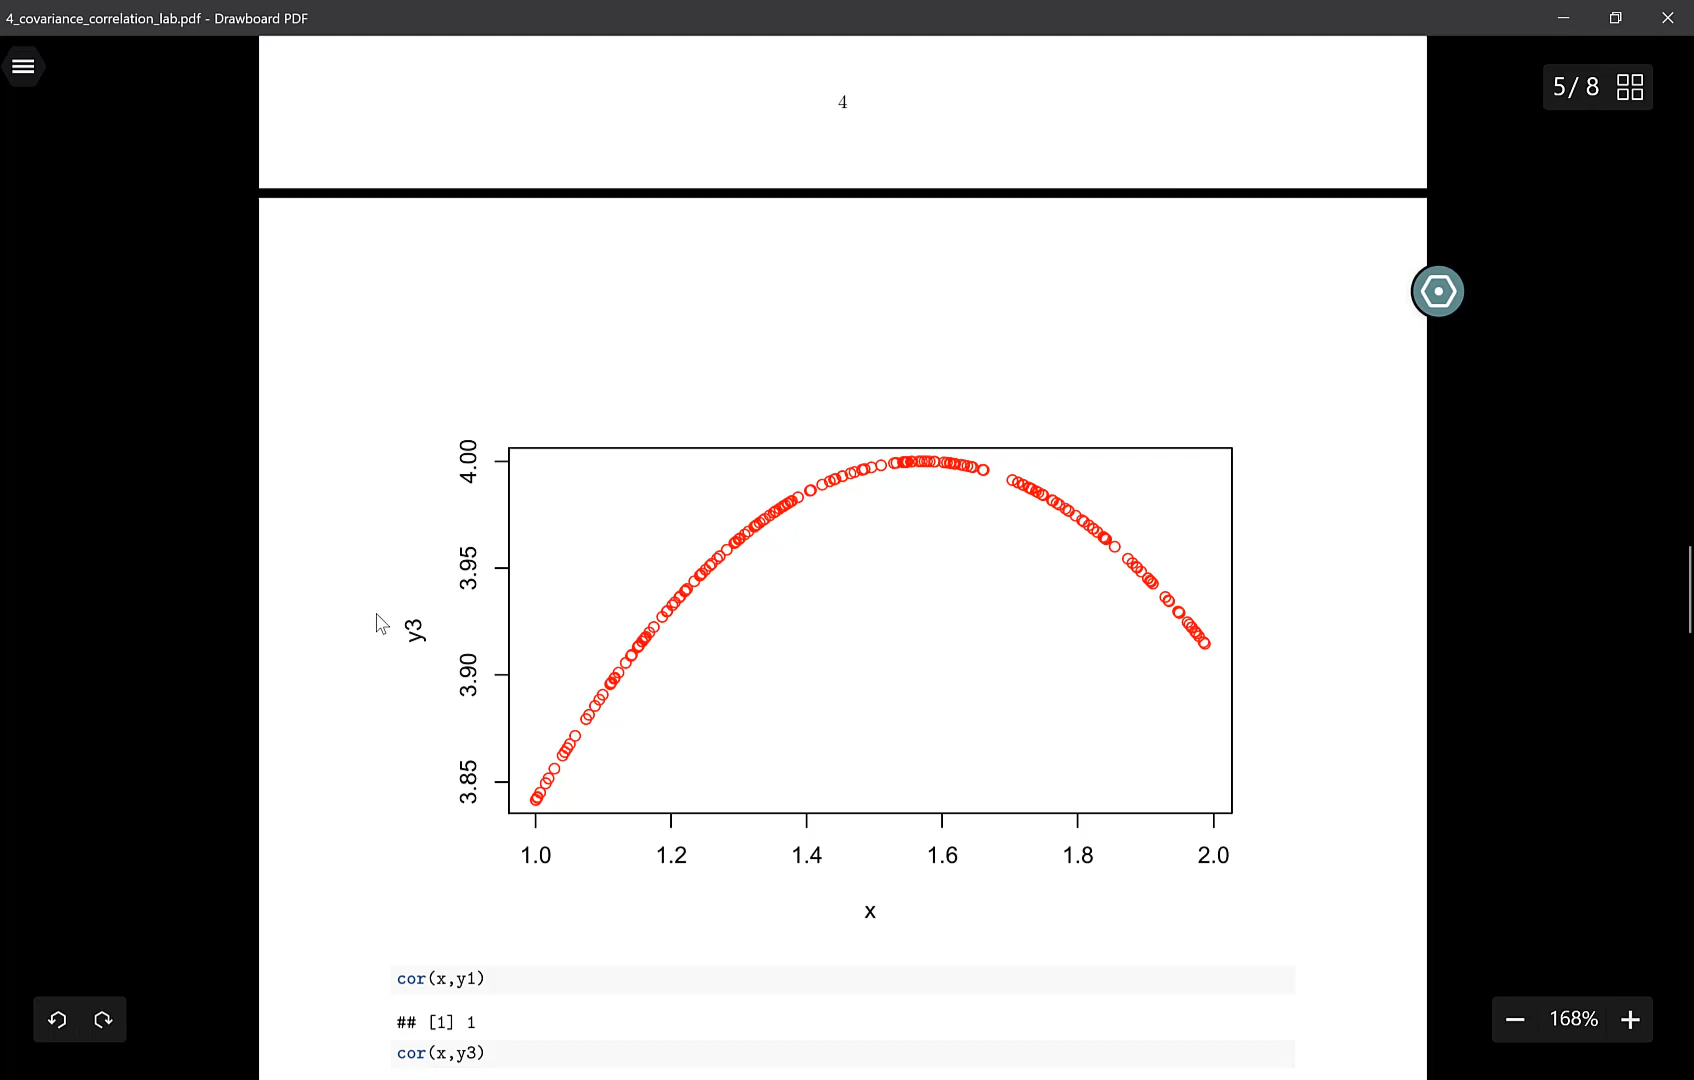 4_covariance_correlation_lab.pdf - Drawboard PDF
5 / 8
4
4.00
3.95
3.90
3.85
y3
1.0 1.2 1.4 1.6 1.8 2.0
x
cor(x,y1)
## [1] 1
cor(x,y3)
168%